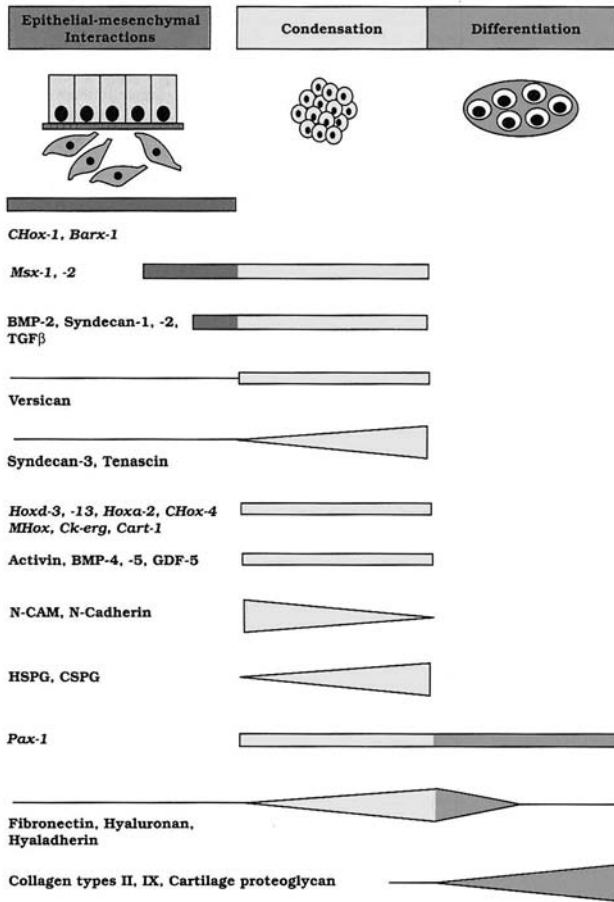 Epithelial-mesenchymal
Interactions
Condensation
Differentiation
CHox-1, Barx-1
Msx-1, -2
BMP-2, Syndecan-1, -2,
TGFβ
Versican
Syndecan-3, Tenascin
Hoxd-3, -13, Hoxa-2, CHox-4
MHox, Ck-erg, Cart-1
Activin, BMP-4, -5, GDF-5
N-CAM, N-Cadherin
HSPG, CSPG
Pax-1
Fibronectin, Hyaluronan,
Hyaladherin
Collagen types II, IX, Cartilage proteoglycan